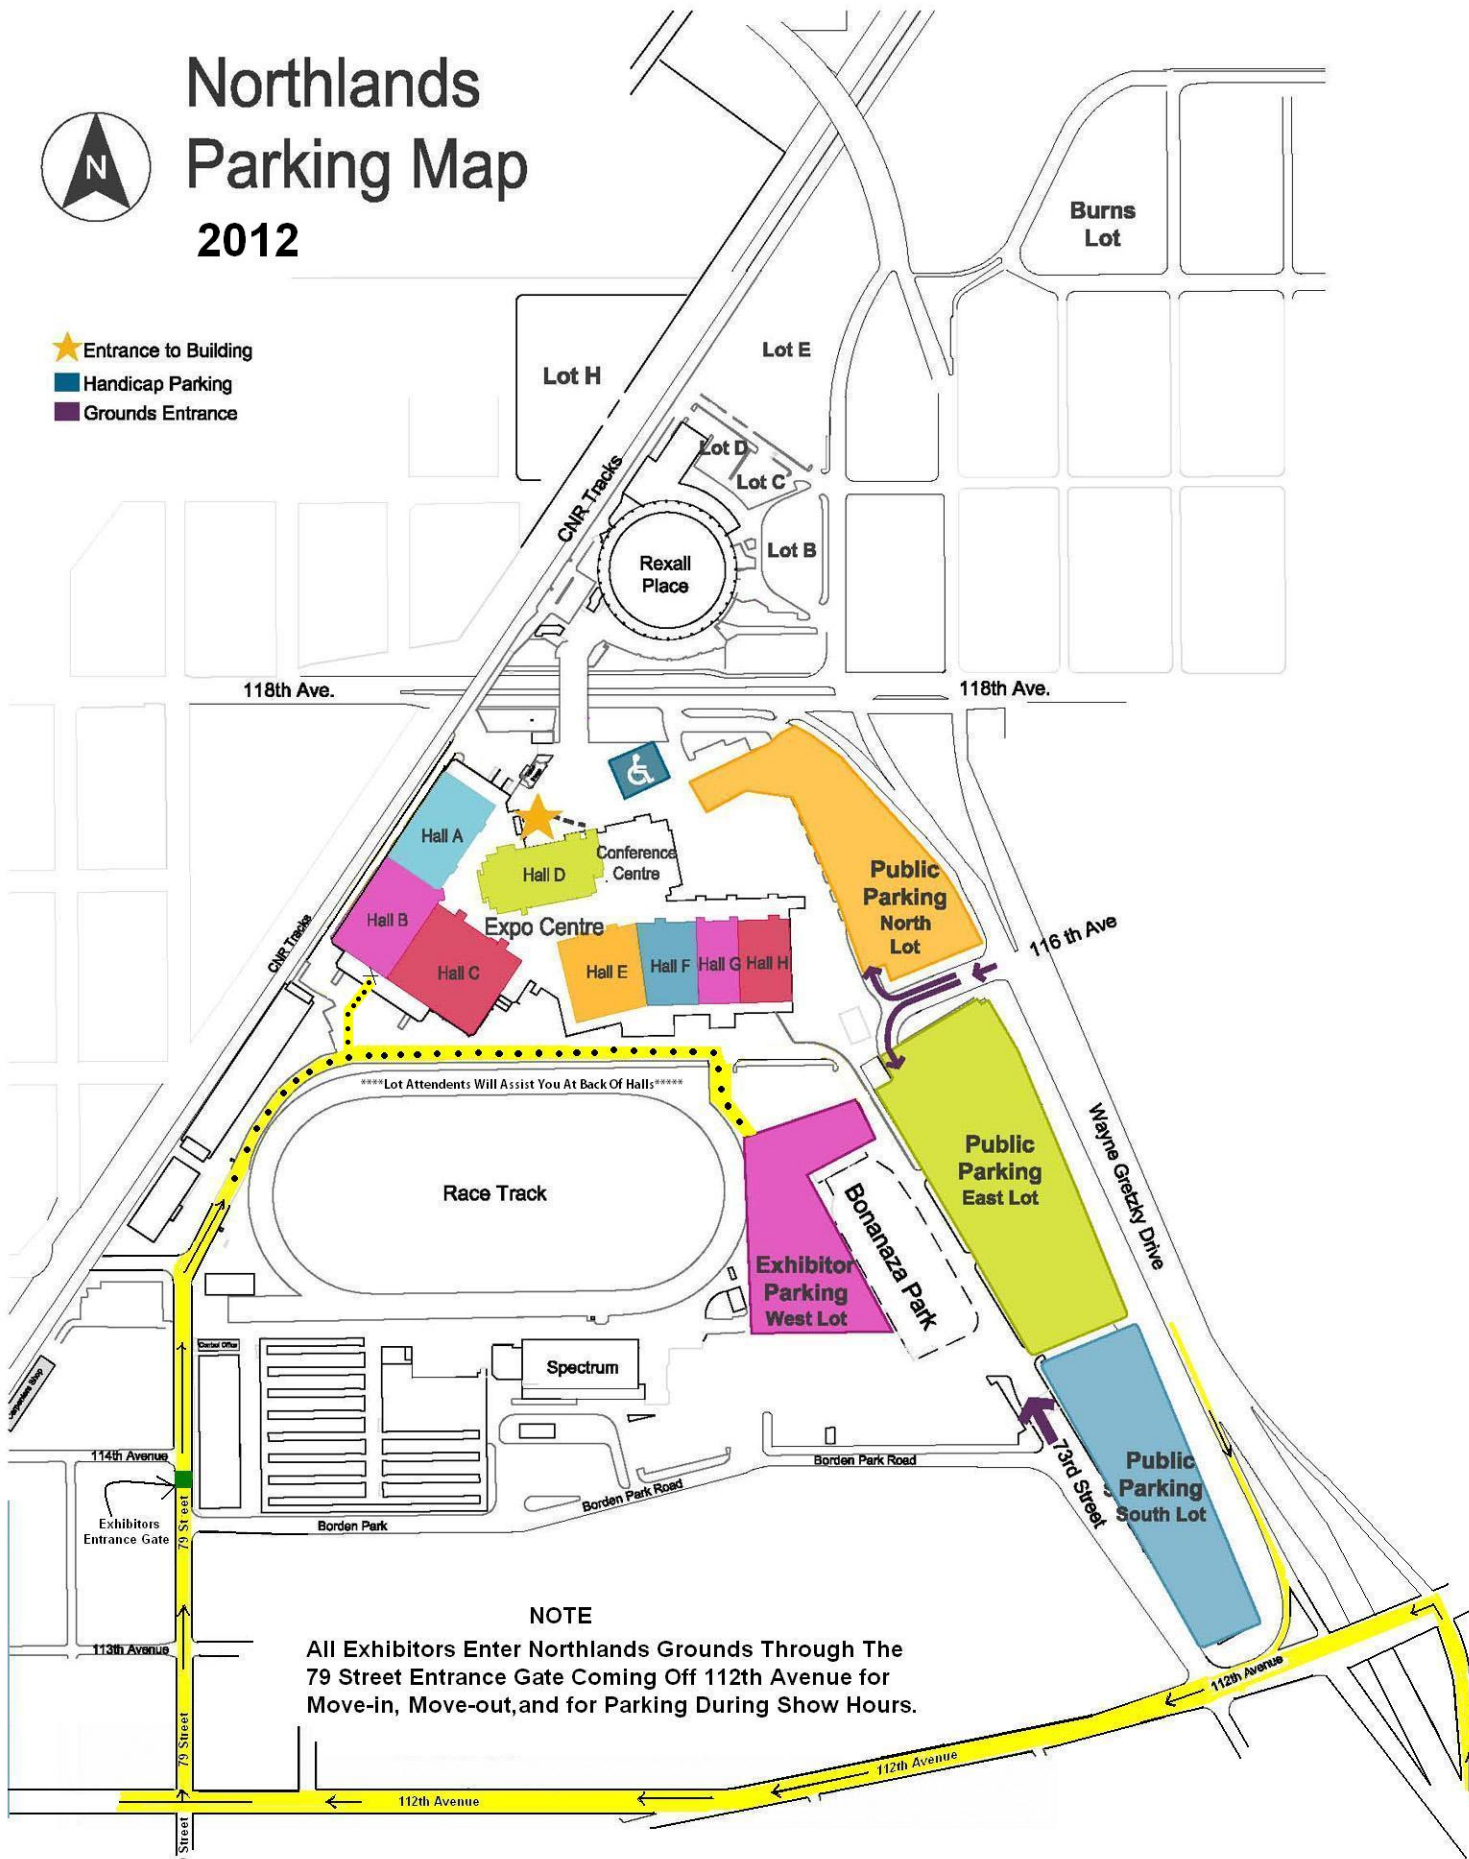 Northlands
Parking Map
2012
N
Entrance to Building
Handicap Parking
Grounds Entrance
Burns
Lot
Lot E
Lot H
Lot D
Lot C
CNR Tracks
Lot B
Rexall
Place
118th Ave.
118th Ave.
Hall A
Hall D
Conference
Centre
Hall B
Expo Centre
Hall C
Hall E
Hall F
Hall G
Hall H
CNR Tracks
Public
Parking
North
Lot
116 th Ave
****Lot Attendents Will Assist You At Back Of Halls*****
Race Track
Public
Parking
East Lot
Wayne Gretzky Drive
Bonanaza Park
Exhibitor
Parking
West Lot
Spectrum
114th Avenue
Exhibitors
Entrance Gate
79 Street
Borden Park
Borden Park Road
Borden Park Road
73rd Street
Public
Parking
South Lot
113th Avenue
NOTE
All Exhibitors Enter Northlands Grounds Through The
79 Street Entrance Gate Coming Off 112th Avenue for
Move-in, Move-out,and for Parking During Show Hours.
79 Street
112th Avenue
112th Avenue
112th Avenue
Street